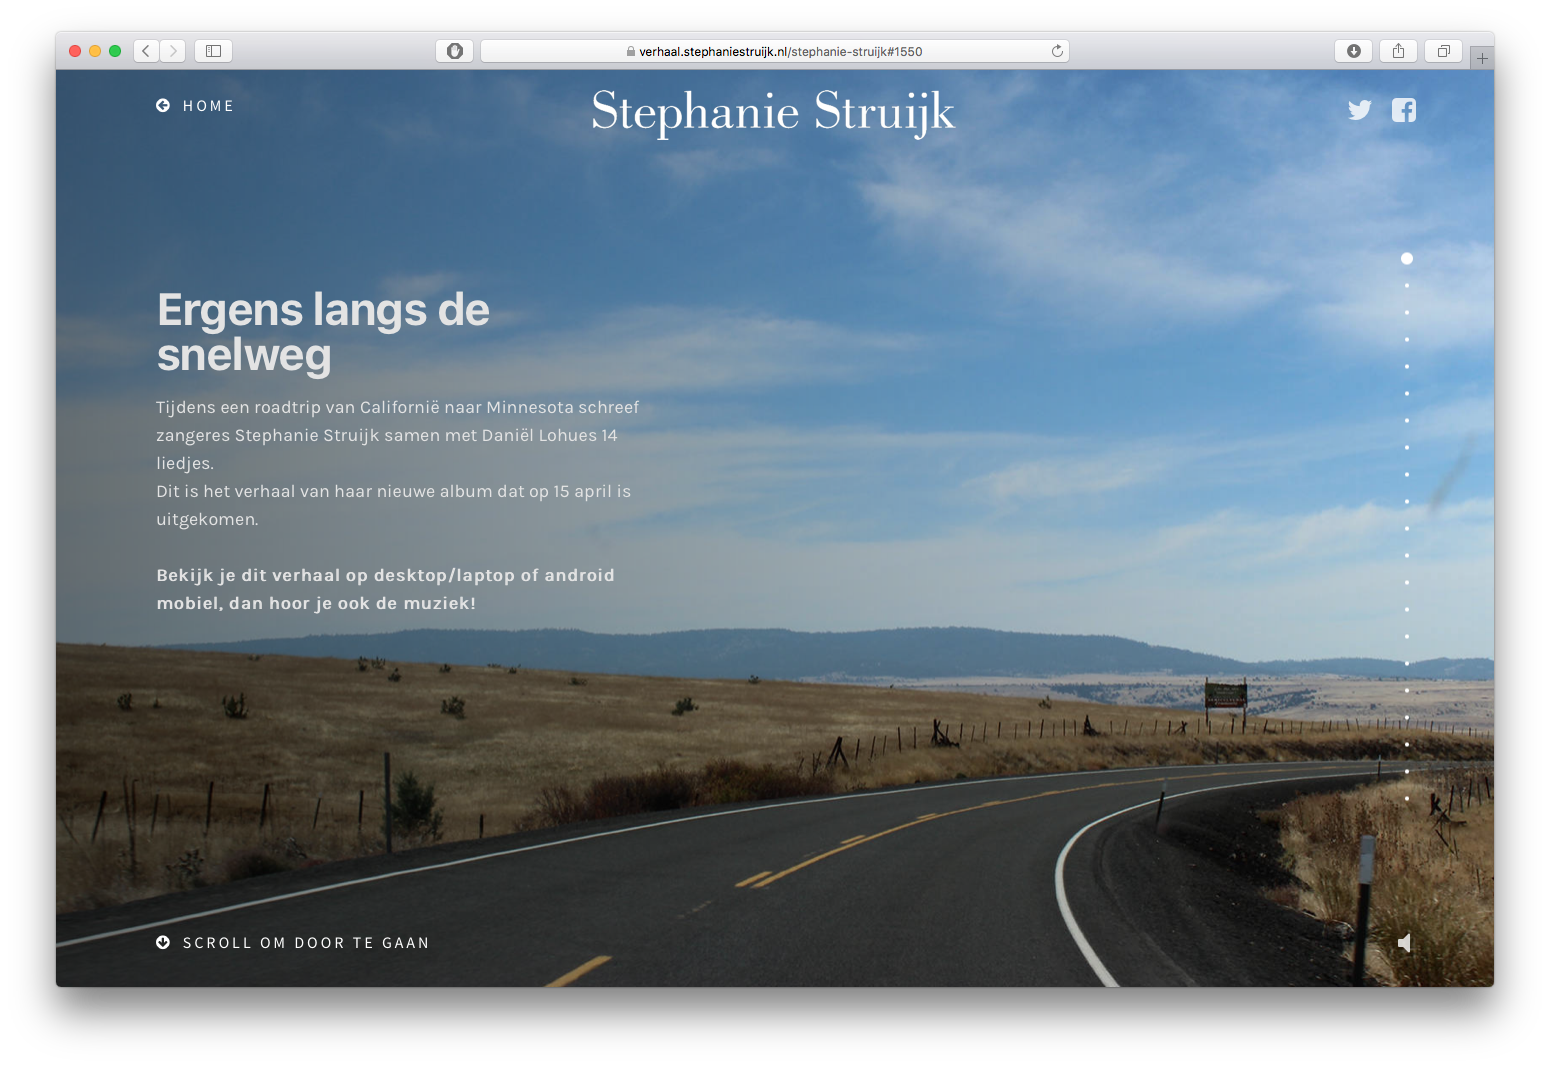 verhaal.stephaniestruijk.nl/stephanie-struijk#1550
HOME
Stephanie Struijk
Ergens langs de
snelweg
Tijdens een roadtrip van Californië naar Minnesota schreef
zangeres Stephanie Struijk samen met Daniël Lohues 14
liedjes.
Dit is het verhaal van haar nieuwe album dat op 15 april is
uitgekomen.
Bekijk je dit verhaal op desktop/laptop of android
mobiel, dan hoor je ook de muziek!
SCROLL OM DOOR TE GAAN